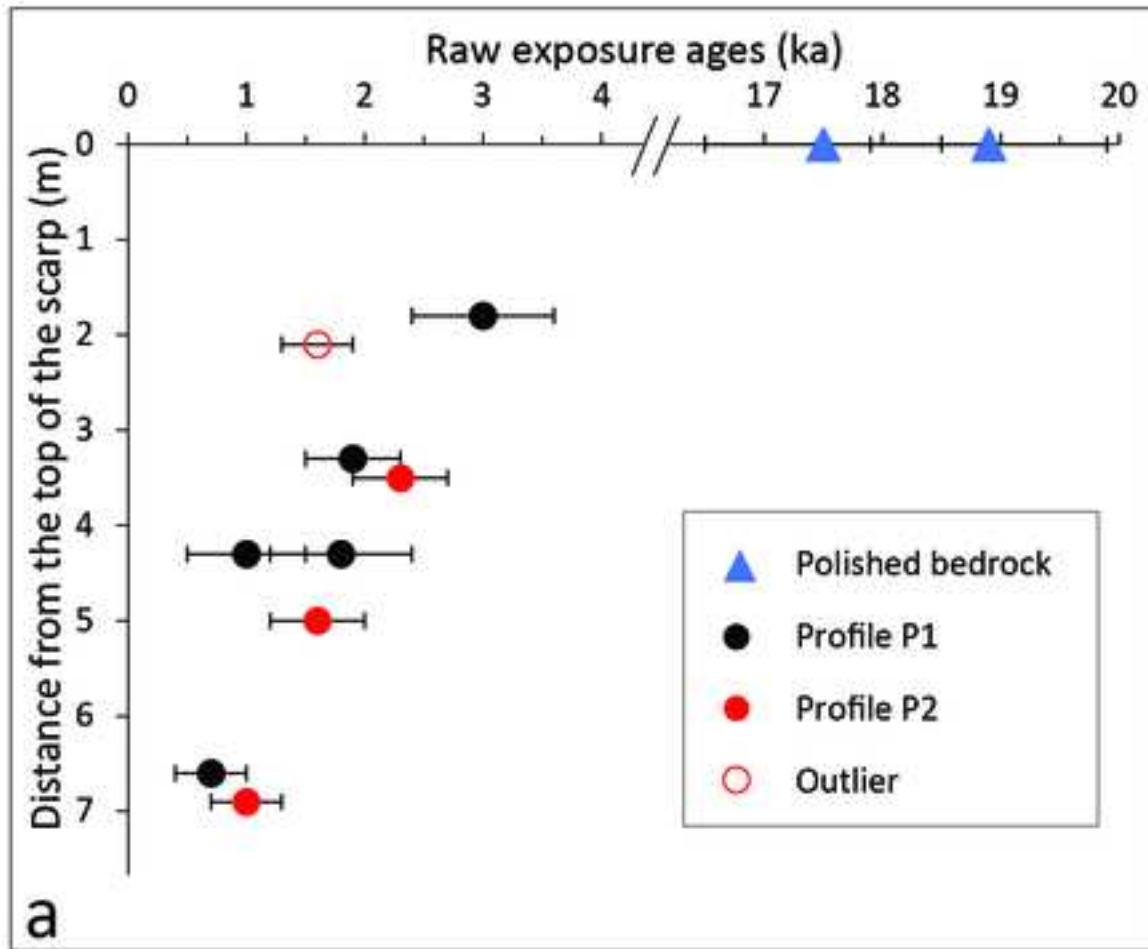 Raw exposure ages (ka)
0 1 2 3 4 17 18 19 20
Distance from the top of the scarp (m)
0
1
2
3
4
5
6
7
Polished bedrock
Profile P1
Profile P2
Outlier
a